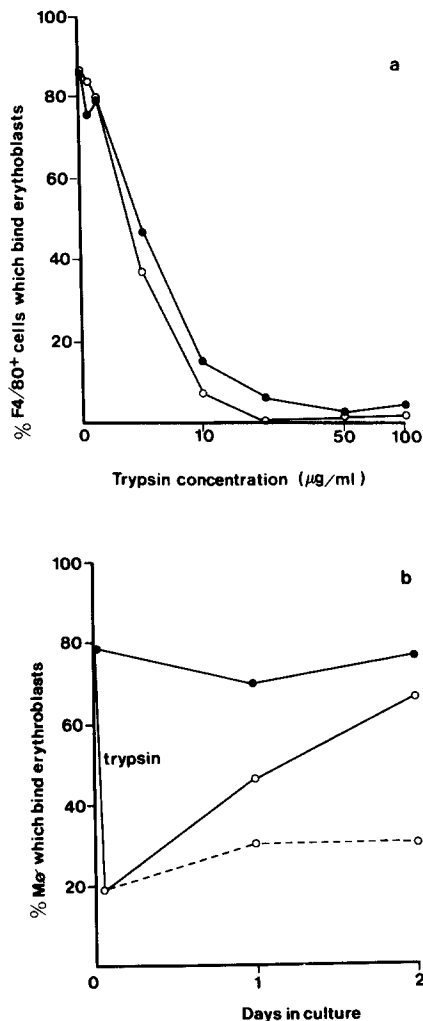 a
100
80
60
40
20
% F4/80+ cells which bind erythoblasts
0
10
50
100
Trypsin concentration (µg/ml)
b
100
80
60
40
20
% Mø which bind erythroblasts
trypsin
0
1
2
Days in culture